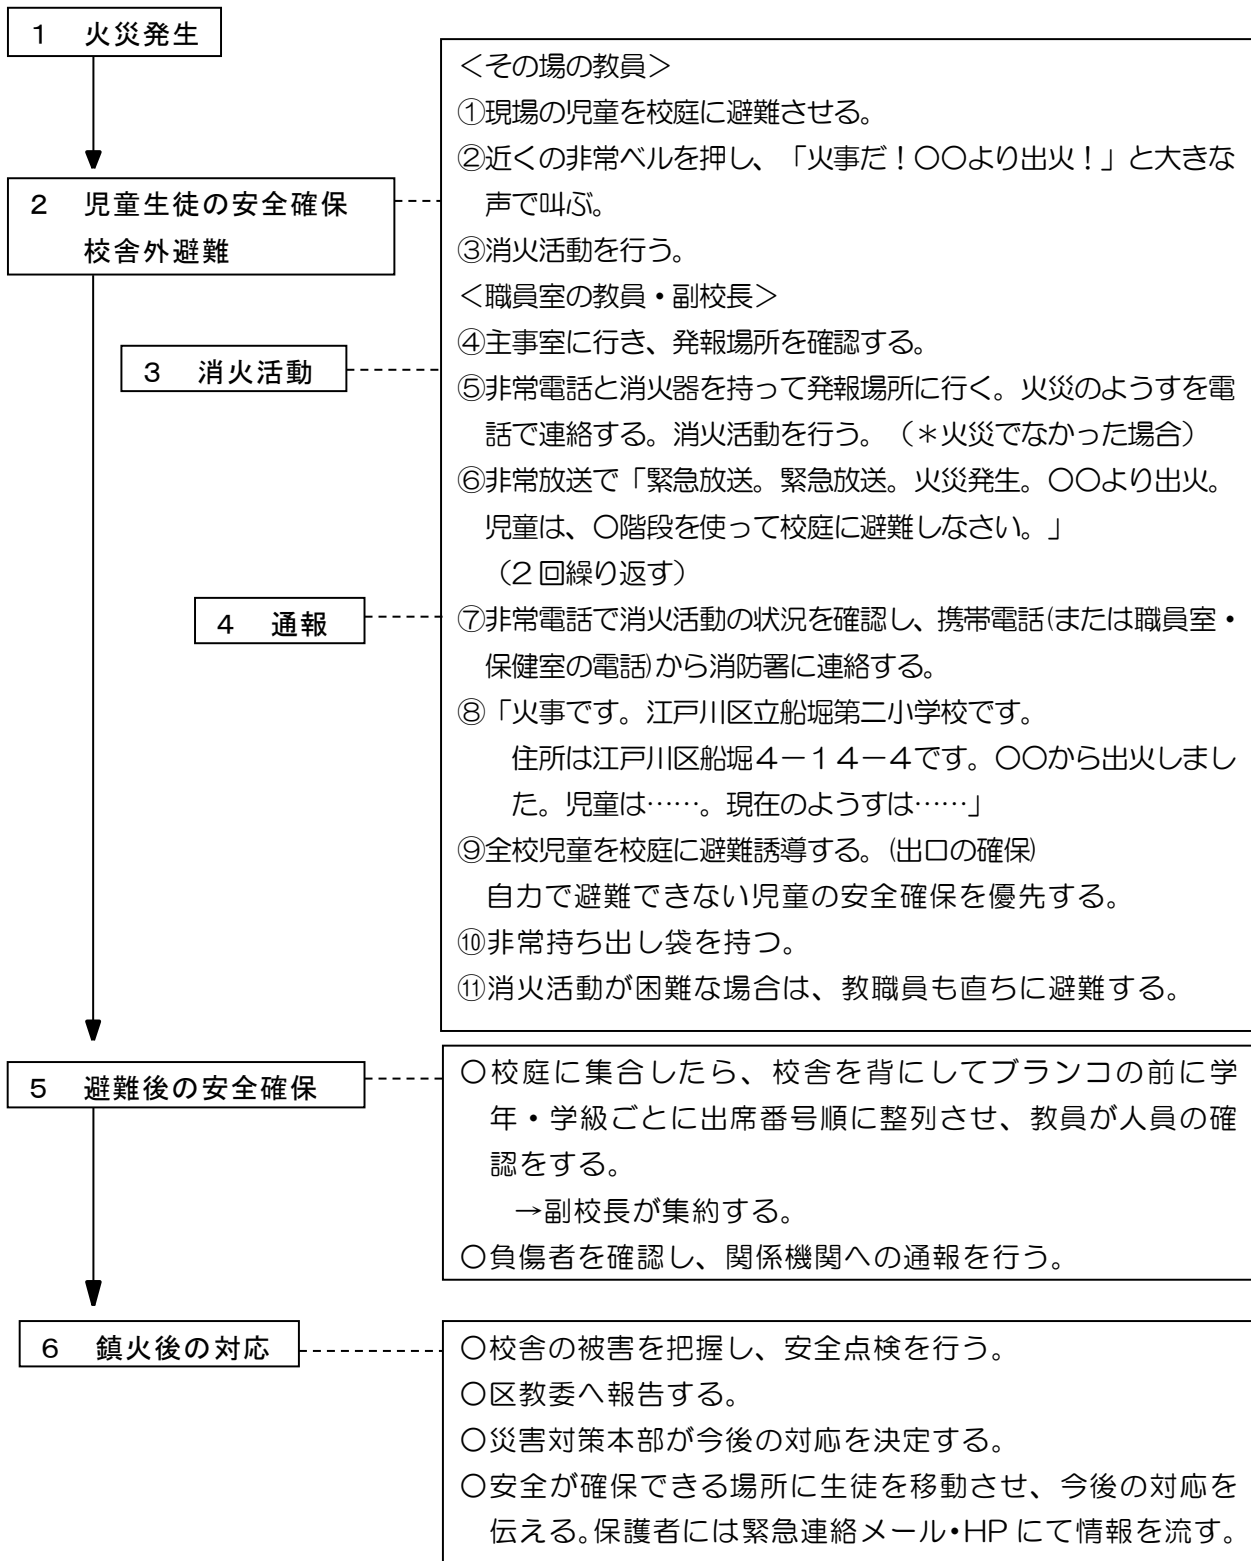 １　火災発生
２　児童生徒の安全確保
校舎外避難
３　消火活動
４　通報
＜その場の教員＞
①現場の児童を校庭に避難させる。
②近くの非常ベルを押し、「火事だ！〇〇より出火！」と大きな
声で叫ぶ。
③消火活動を行う。
＜職員室の教員・副校長＞
④主事室に行き、発報場所を確認する。
⑤非常電話と消火器を持って発報場所に行く。火災のようすを電
話で連絡する。消火活動を行う。（＊火災でなかった場合）
⑥非常放送で「緊急放送。緊急放送。火災発生。〇〇より出火。
児童は、〇階段を使って校庭に避難しなさい。」
（２回繰り返す）
⑦非常電話で消火活動の状況を確認し、携帯電話(または職員室・
保健室の電話)から消防署に連絡する。
⑧「火事です。江戸川区立船堀第二小学校です。
住所は江戸川区船堀４－１４－４です。〇〇から出火しまし
た。児童は……。現在のようすは……」
⑨全校児童を校庭に避難誘導する。(出口の確保)
自力で避難できない児童の安全確保を優先する。
⑩非常持ち出し袋を持つ。
⑪消火活動が困難な場合は、教職員も直ちに避難する。
５　避難後の安全確保
〇校庭に集合したら、校舎を背にしてブランコの前に学
年・学級ごとに出席番号順に整列させ、教員が人員の確
認をする。
→副校長が集約する。
〇負傷者を確認し、関係機関への通報を行う。
６　鎮火後の対応
〇校舎の被害を把握し、安全点検を行う。
〇区教委へ報告する。
〇災害対策本部が今後の対応を決定する。
〇安全が確保できる場所に生徒を移動させ、今後の対応を
伝える。保護者には緊急連絡メール・HP にて情報を流す。